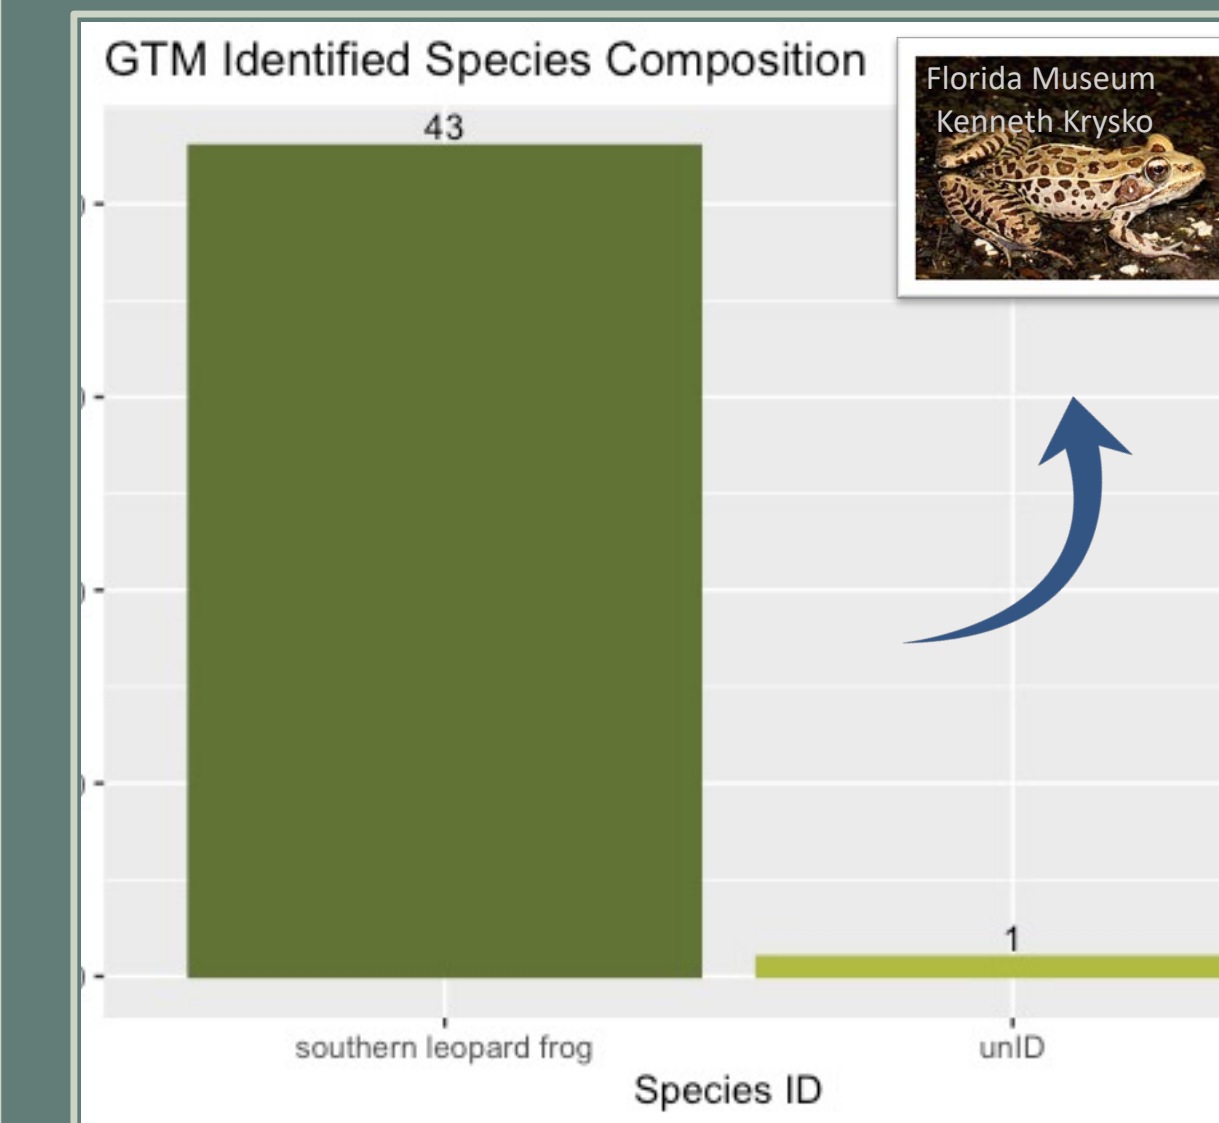 GTM Identified Species Composition
Florida Museum
Kenneth Krysko
43
1
southern leopard frog
unID
Species ID